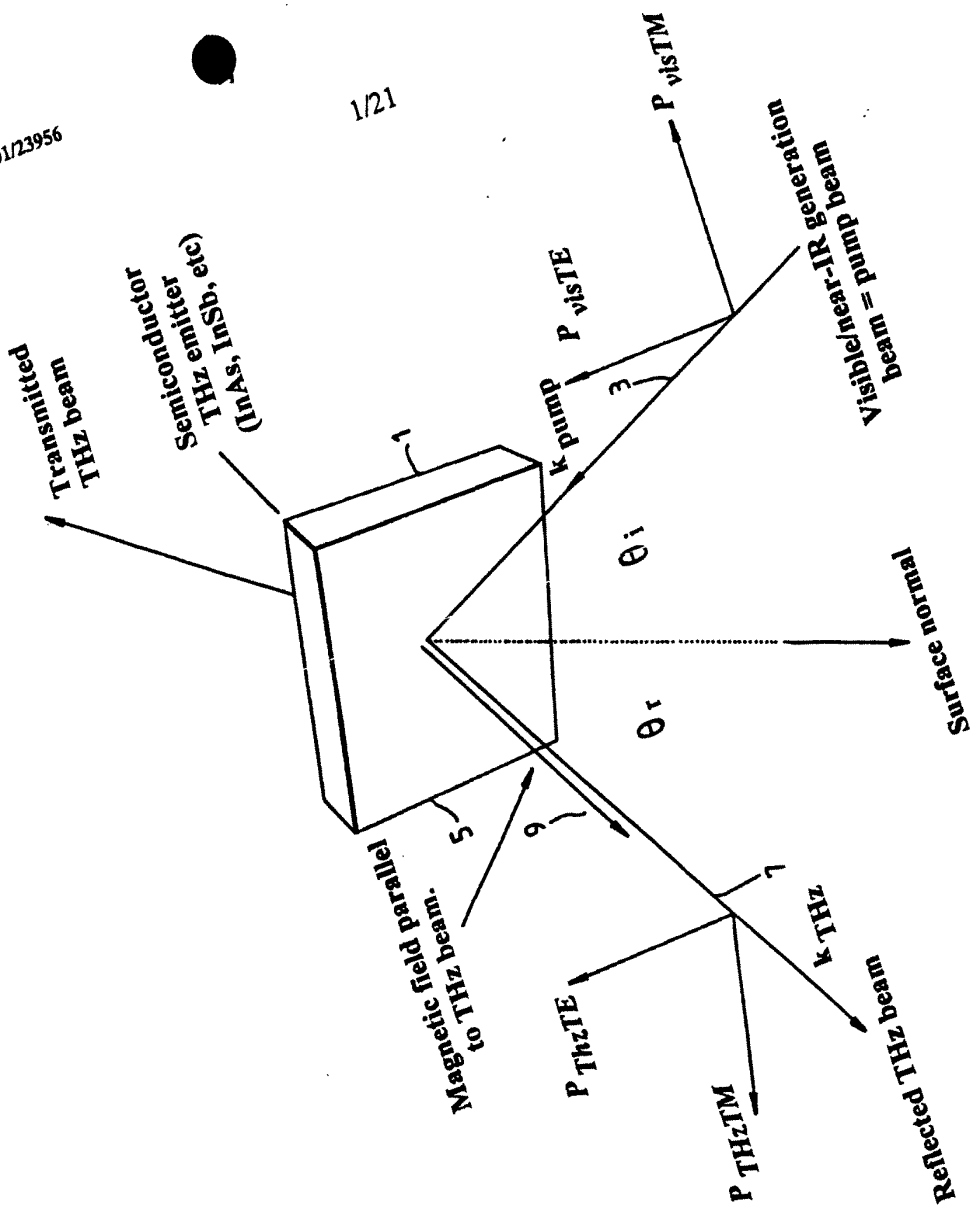 01/23956
1/21
Transmitted
THz beam
Semiconductor
THz emitter
(InAs, InSb, etc)
1
P visTM
P visTE
k pump
3
Visible/near-IR generation
beam = pump beam
θ i
θ r
Surface normal
Magnetic field parallel
to THz beam.
5
9
7
P ThzTE
P THzTM
k THz
Reflected THz beam